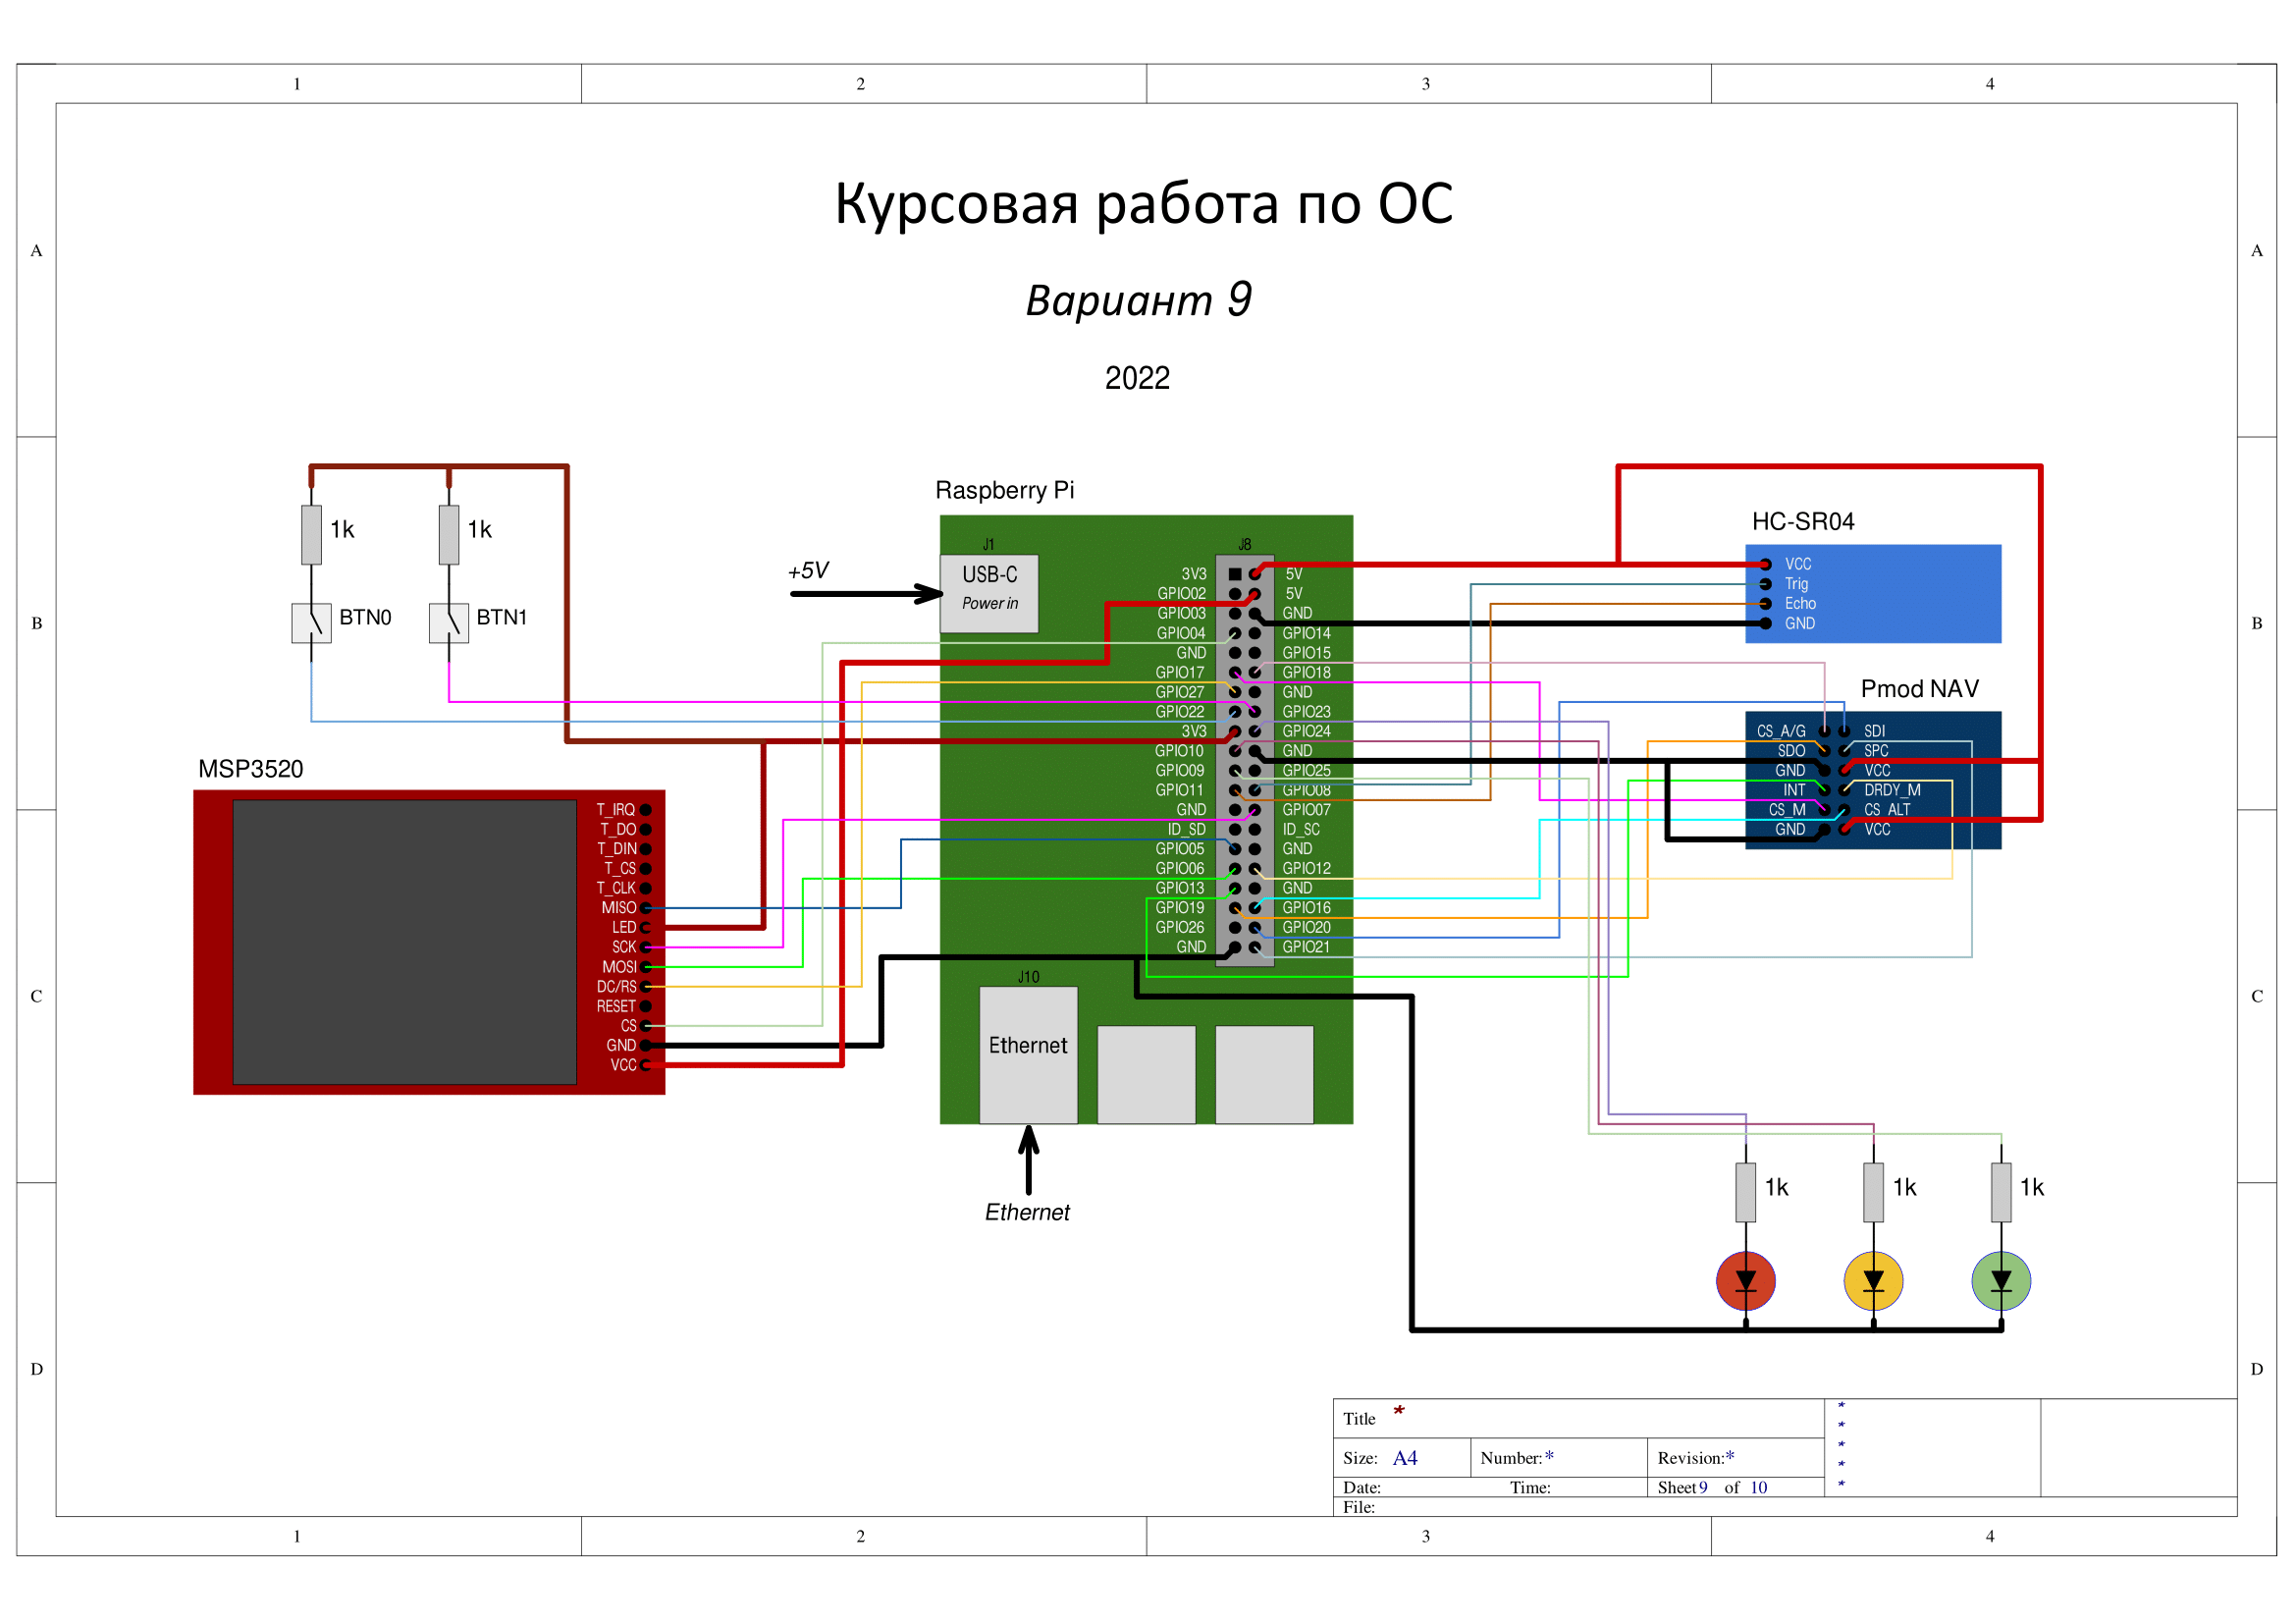 1 2 3 4
A A
Курсовая работа по ОС
Вариант 9
2022
B B
1k 1k
BTN0 BTN1
Raspberry Pi
+5V
J1
USB-C
Power in
J8
3V3 5V
GPIO02 5V
GPIO03 GND
GPIO04 GPIO14
GND GPIO15
GPIO17 GPIO18
GPIO27 GND
GPIO22 GPIO23
3V3 GPIO24
GPIO10 GND
GPIO09 GPIO25
GPIO11 GPIO08
GND GPIO07
ID_SD ID_SC
GPIO05 GND
GPIO06 GPIO12
GPIO13 GND
GPIO19 GPIO16
GPIO26 GPIO20
GND GPIO21
J10
Ethernet
Ethernet
HC-SR04
VCC
Trig
Echo
GND
Pmod NAV
CS_A/G SDI
SDO SPC
GND VCC
INT DRDY_M
CS_M CS_ALT
GND VCC
MSP3520
T_IRQ
T_DO
T_DIN
T_CS
T_CLK
MISO
LED
SCK
MOSI
DC/RS
RESET
CS
GND
VCC
C C
1k 1k 1k
D D
Title *
Size: A4 Number:* Revision:*
Date: Time: Sheet 9 of 10
File:
*
*
*
*
*
1 2 3 4